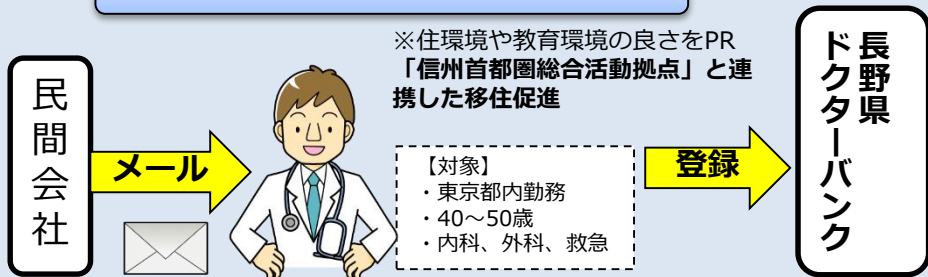 民間会社
メール
※住環境や教育環境の良さをPR
「信州首都圏総合活動拠点」と連
携した移住促進
【対象】
・東京都内勤務
・40~50歳
・内科、外科、救急
登録
長野県
ドクターバンク